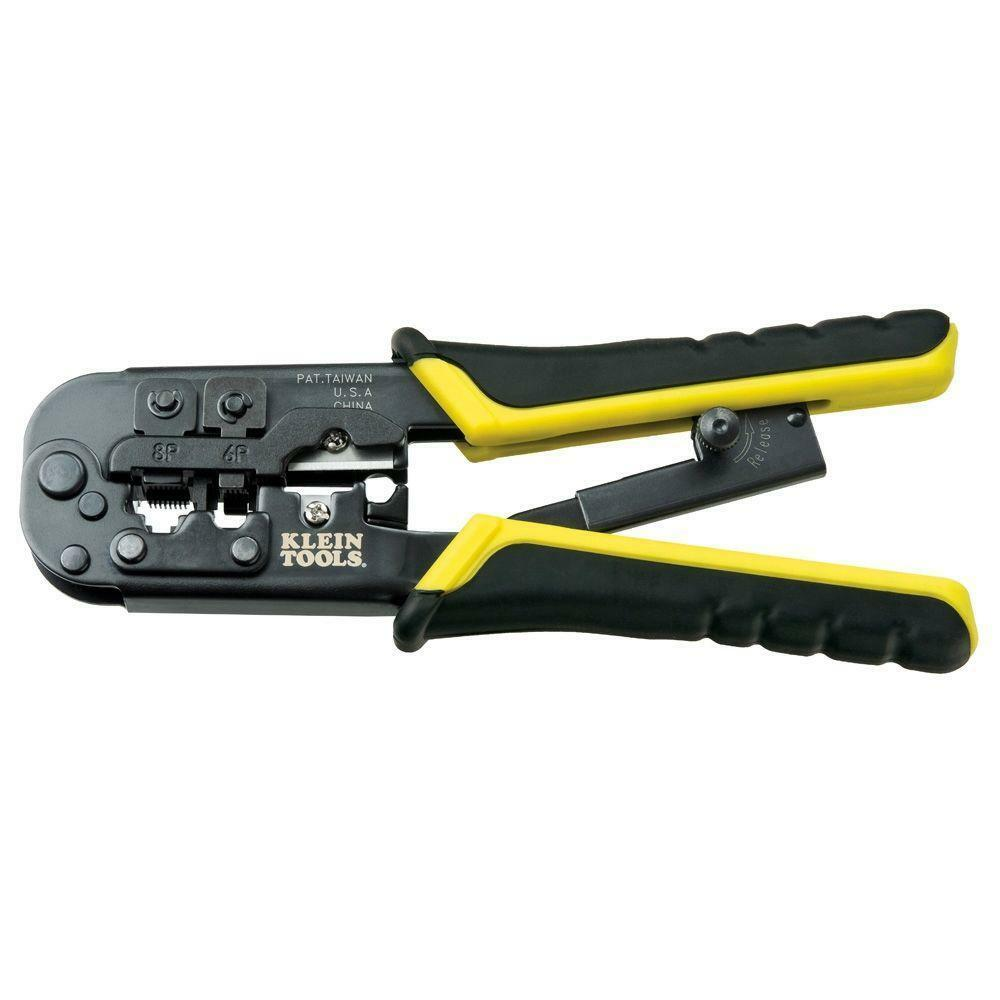 PAT.TAIWAN
U.S.A
CHINA
8P 6P
KLEIN
TOOLS®
Release